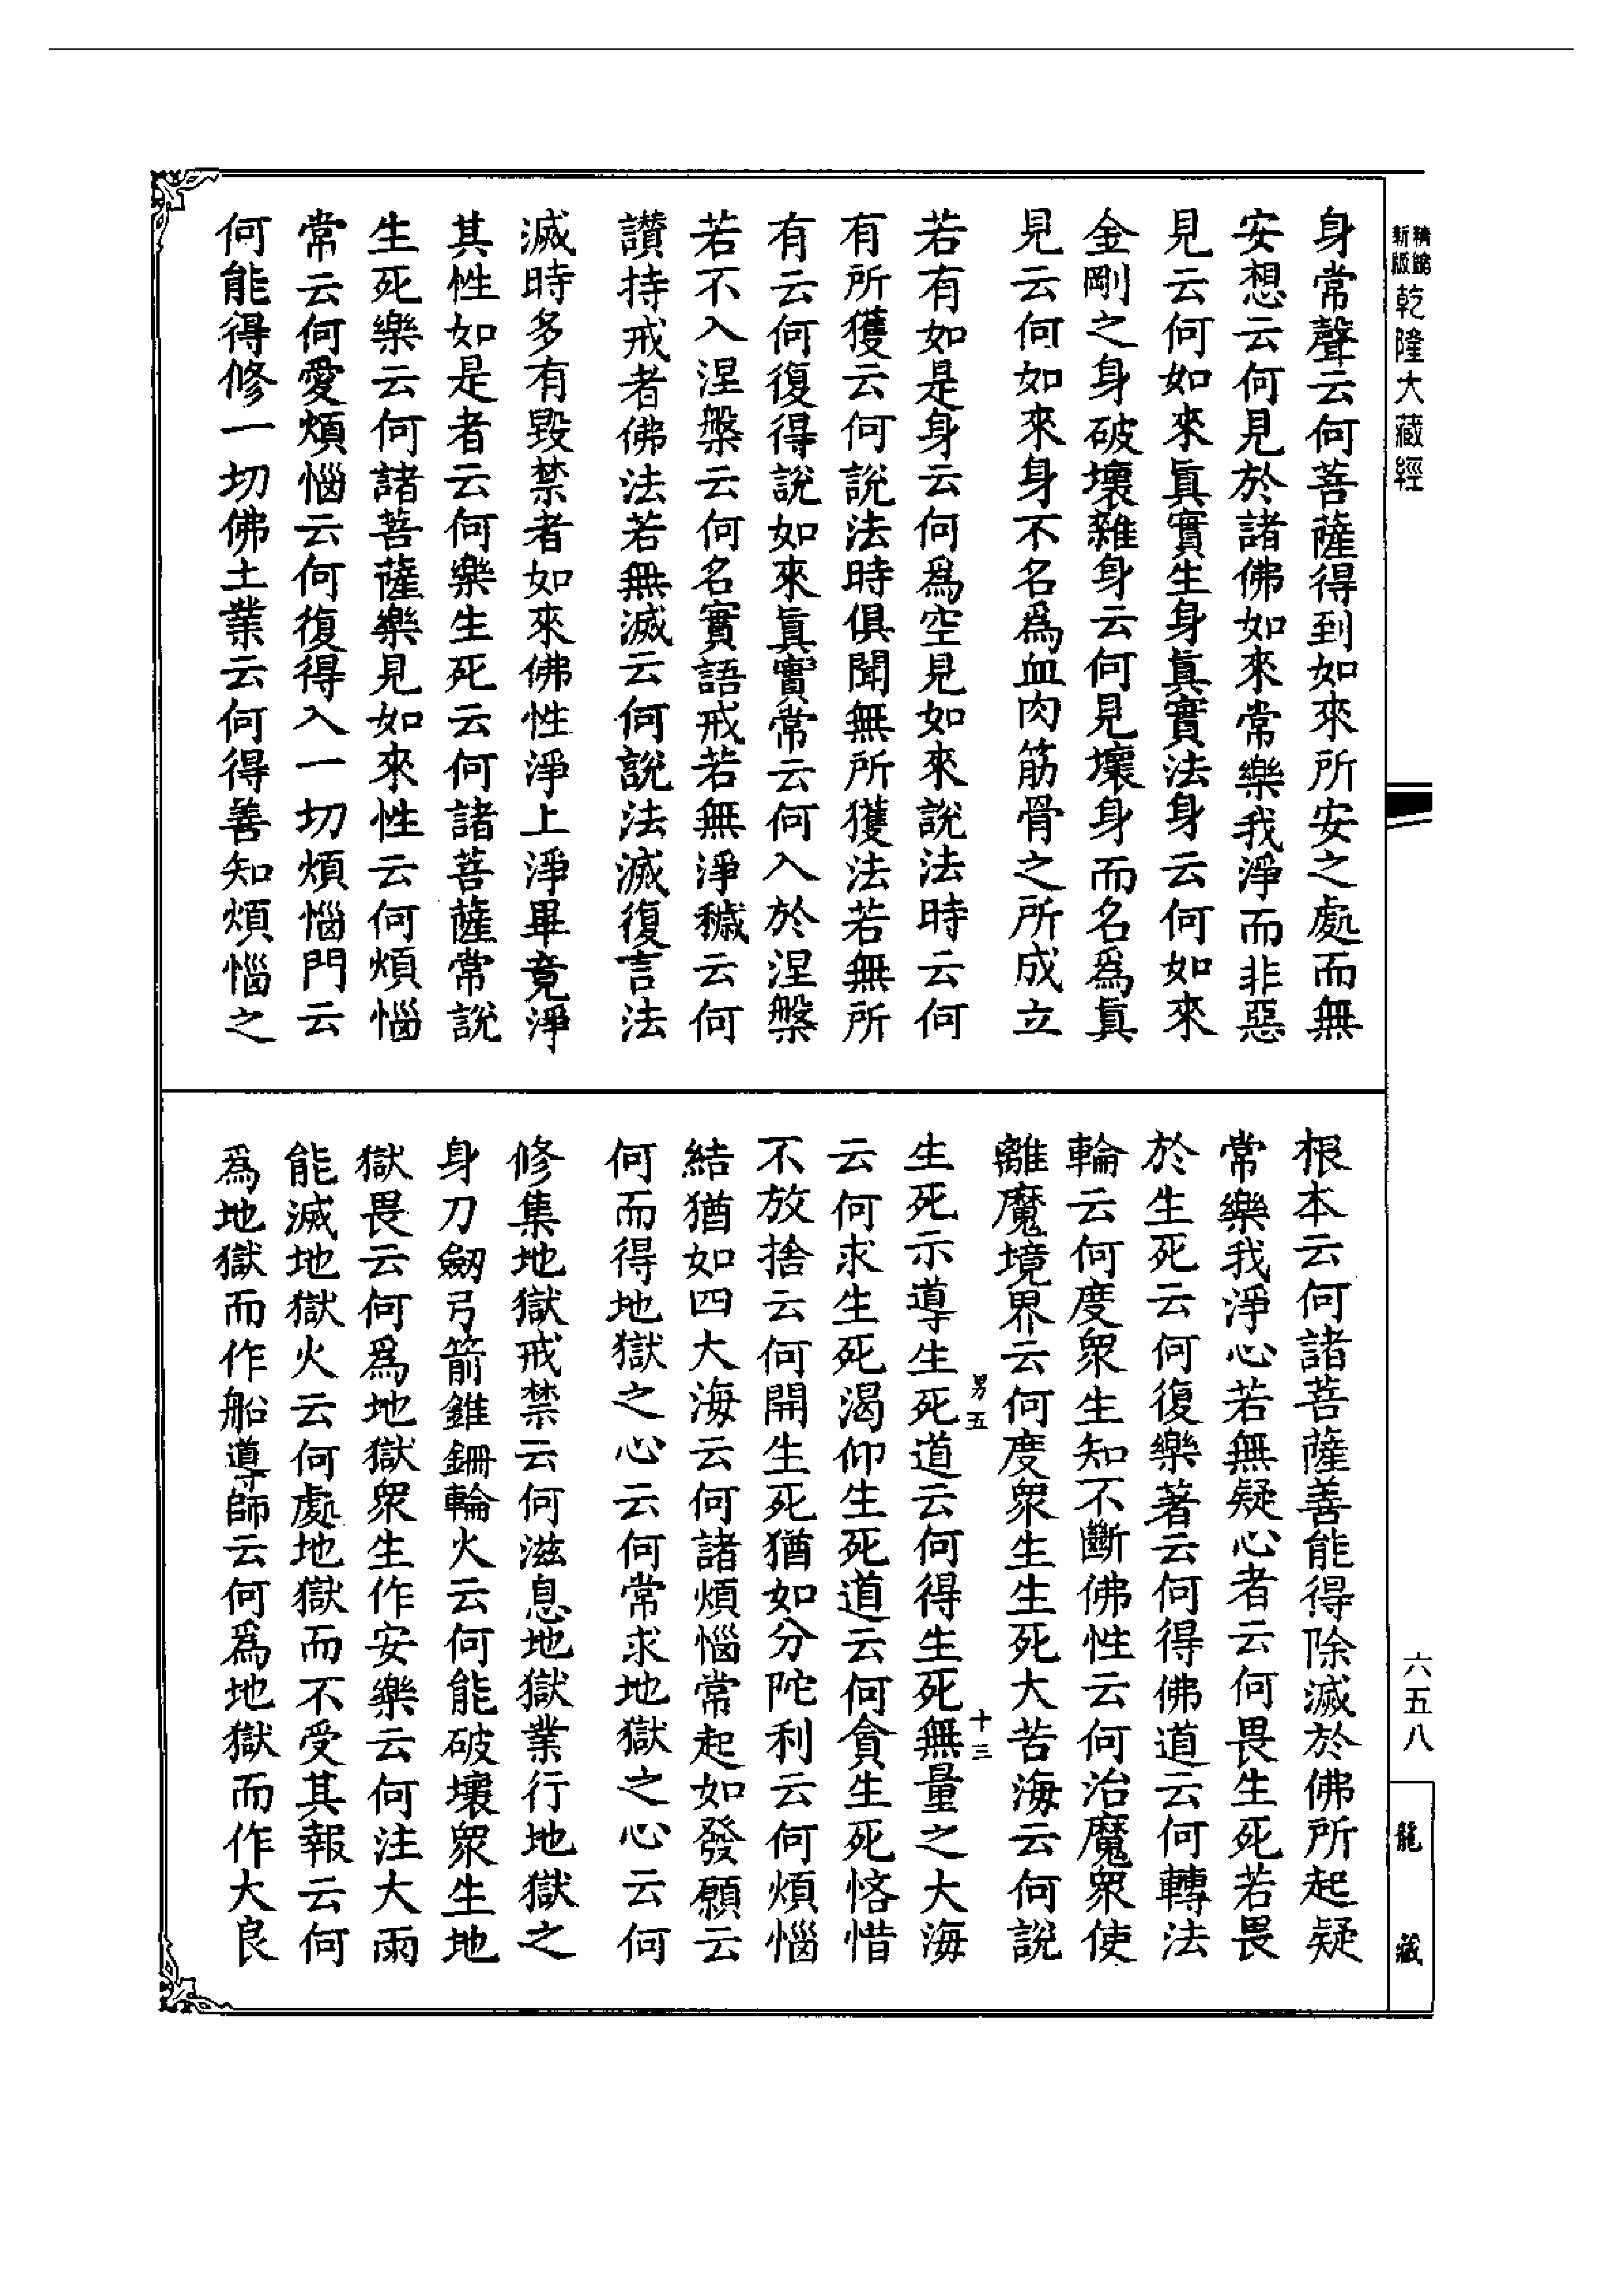 新版精縮乾隆大藏經
身常聲云何菩薩得到如來所安之處而無
安想云何見於諸佛如來常樂我淨而非惡
見云何如來眞實生身眞實法身云何如來
金剛之身破壞雜身云何見壞身而名爲眞
見云何如來身不名爲血肉筋骨之所成立
若有如是身云何爲空見如來說法時云何
有所獲云何說法時俱聞無所獲法若無所
有云何復得說如來眞實常云何入於涅槃
若不入涅槃云何名實語戒若無淨穢云何
讃持戒者佛法若無滅云何說法滅復言法
滅時多有毀禁者如來佛性淨上淨畢竟淨
其性如是者云何樂生死云何諸菩薩常說
生死樂云何諸菩薩樂見如來性云何煩惱
常云何愛煩惱云何復得入一切煩惱門云
何能得修一切佛土業云何得善知煩惱之
根本云何諸菩薩善能得除滅於佛所起疑
常樂我淨心若無疑心者云何畏生死若畏
於生死云何復樂著云何得佛道云何轉法
輪云何度衆生知不斷佛性云何治魔衆使
離魔境界云何度衆生生死大苦海云何說
男五 十三
生死示導生死道云何得生死無量之大海
云何求生死渴仰生死道云何貪生死悋惜
不放捨云何開生死猶如分陀利云何煩惱
結猶如四大海云何諸煩惱常起如發願云
何而得地獄之心云何常求地獄之心云何
修集地獄戒禁云何滋息地獄業行地獄之
身刀劒弓箭錐鉀輪火云何能破壞衆生地
獄畏云何爲地獄衆生作安樂云何注大雨
能滅地獄火云何處地獄而不受其報云何
爲地獄而作船導師云何爲地獄而作大良
六五八
龍藏